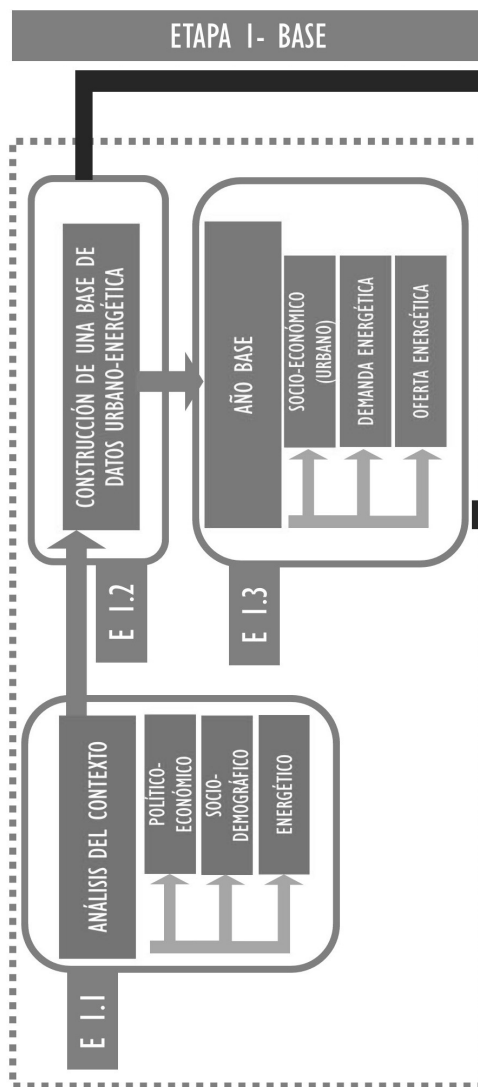 ETAPA I- BASE
E I.I
ANÁLISIS DEL CONTEXTO
POLÍTICO-
ECONÓMICO
SOCIO-
DEMOGRÁFICO
ENERGÉTICO
E I.2
CONSTRUCCIÓN DE UNA BASE DE
DATOS URBANO-ENERGÉTICA
E I.3
AÑO BASE
SOCIO-ECONÓMICO
(URBANO)
DEMANDA ENERGÉTICA
OFERTA ENERGÉTICA